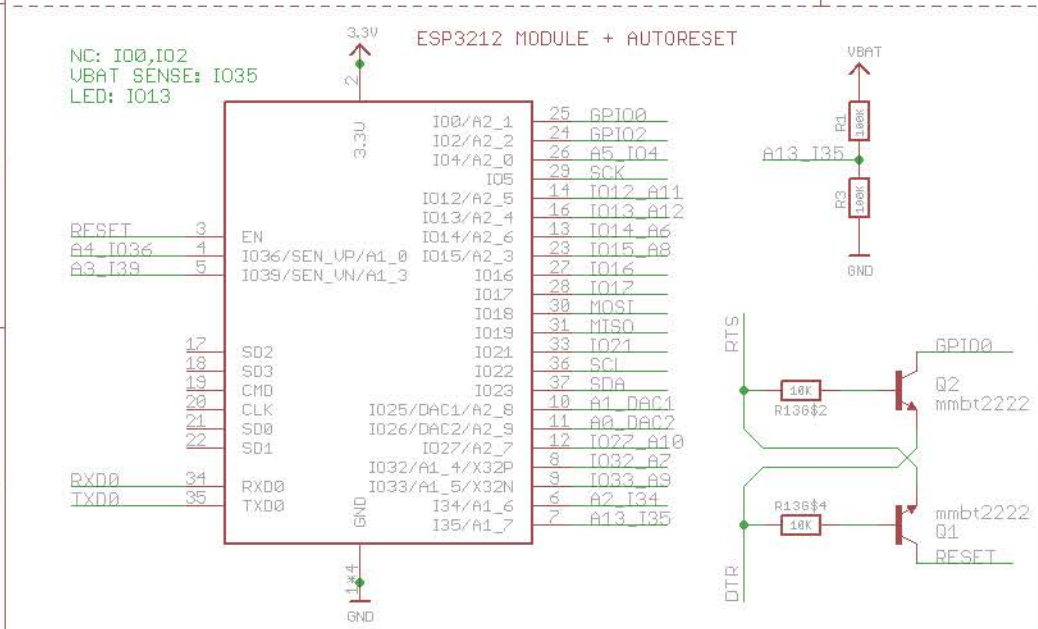 ESP3212 MODULE + AUTORESET
NC: IO0,IO2
VBAT SENSE: IO35
LED: IO13
3.3V
2
3.3V
IO0/A2_1 25 GPIO0
IO2/A2_2 24 GPIO2
IO4/A2_0 26 A5_IO4
IO5 29 SCK
IO12/A2_5 14 IO12_A11
IO13/A2_4 16 IO13_A12
RESET 3 EN
IO14/A2_6 13 IO14_A6
A4_IO36 4 IO36/SEN_VP/A1_0
IO15/A2_3 23 IO15_A8
A3_I39 5 IO39/SEN_VN/A1_3
IO16 27 IO16
IO17 28 IO17
IO18 30 MOSI
IO19 31 MISO
17 SD2
IO21 33 IO21
18 SD3
IO22 36 SCL
19 CMD
IO23 37 SDA
20 CLK
IO25/DAC1/A2_8 10 A1_DAC1
21 SD0
IO26/DAC2/A2_9 11 A0_DAC2
22 SD1
IO27/A2_7 12 IO27_A10
IO32/A1_4/X32P 8 IO32_A7
RXD0 34 RXD0
IO33/A1_5/X32N 9 IO33_A9
TXD0 35 TXD0
I34/A1_6 6 A2_I34
I35/A1_7 7 A13_I35
GND
1*4
GND
VBAT
R1
100K
A13_I35
R3
100K
GND
RTS
GPIO0
10K
R136$2
Q2
mmbt2222
R136$4
10K
mmbt2222
Q1
RESET
DTR